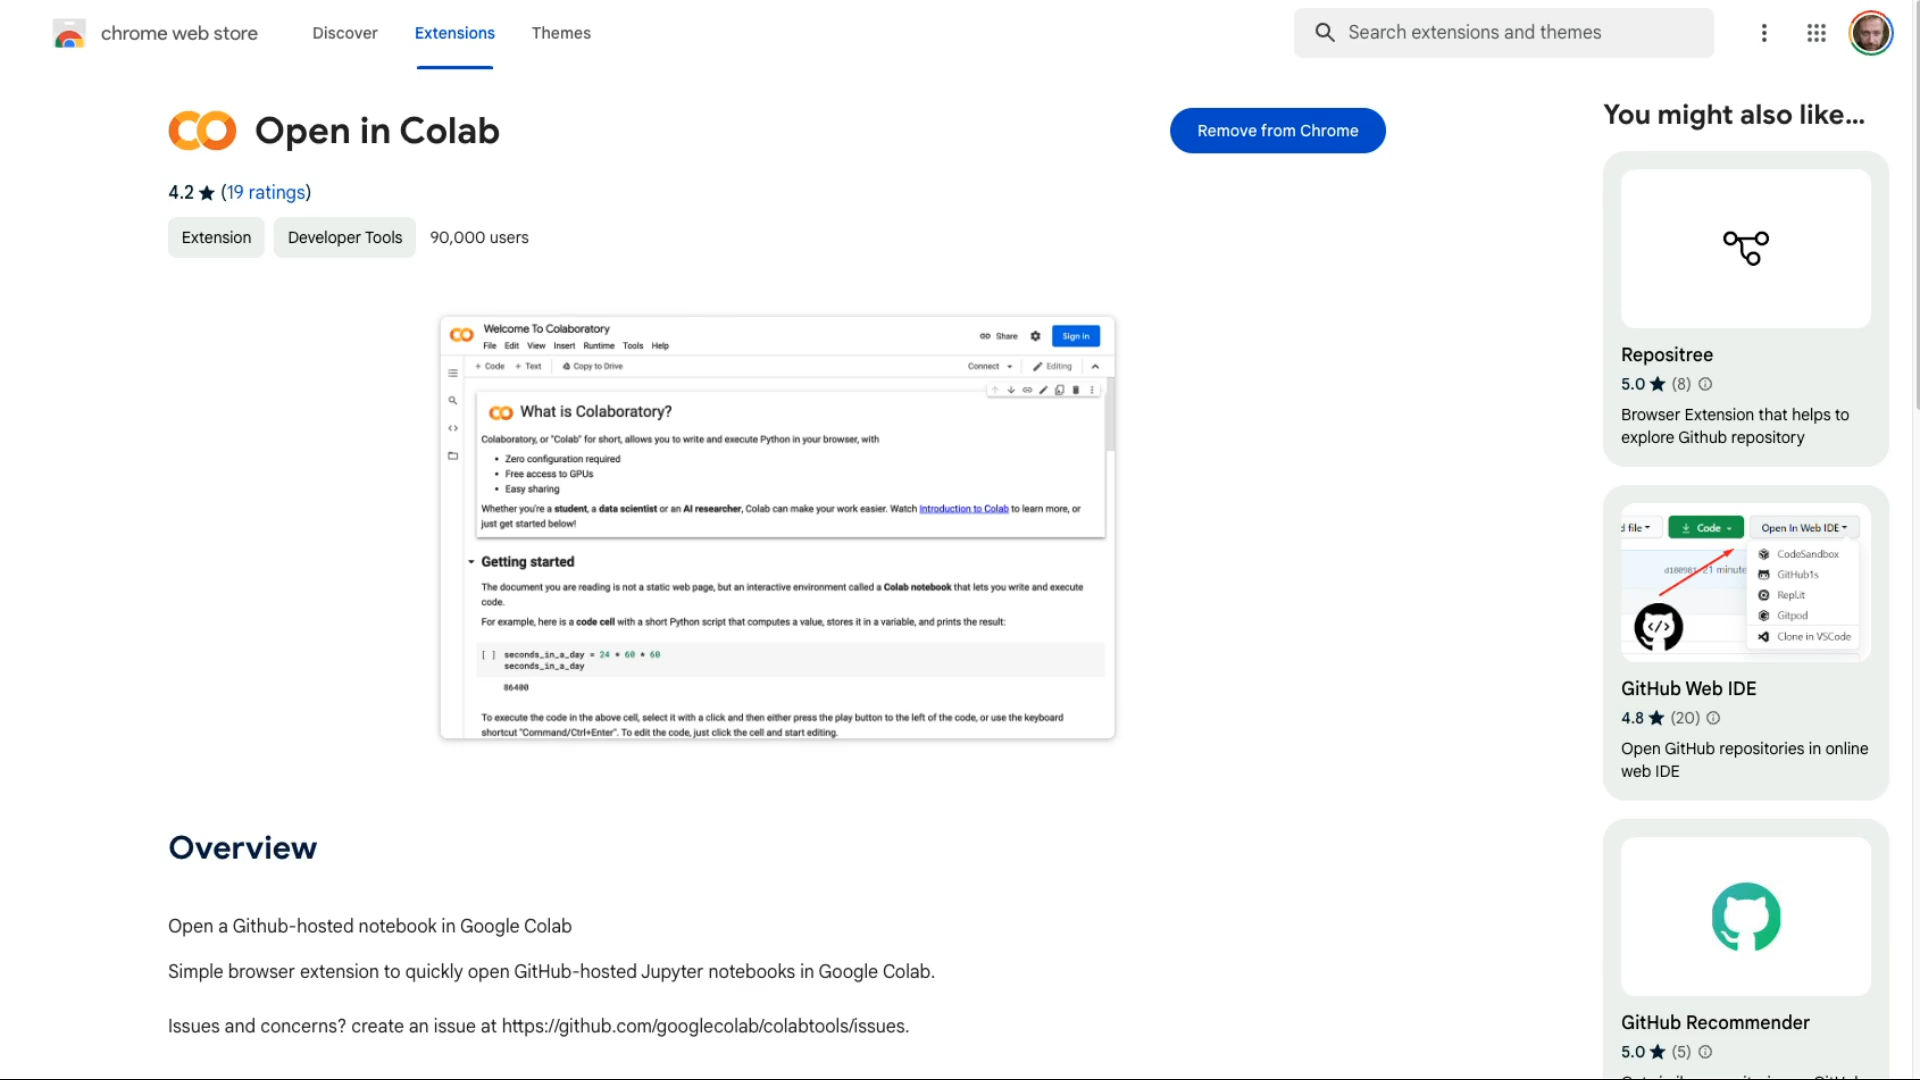 chrome web store
Discover
Extensions
Themes
Search extensions and themes
Open in Colab
Remove from Chrome
4.2 ★ (19 ratings)
Extension
Developer Tools
90,000 users
Welcome To Colaboratory
File Edit View Insert Runtime Tools Help
Share
Sign in
+ Code + Text
Copy to Drive
Connect
Editing
What is Colaboratory?
Colaboratory, or "Colab" for short, allows you to write and execute Python in your browser, with
• Zero configuration required
• Free access to GPUs
• Easy sharing
Whether you're a student, a data scientist or an AI researcher, Colab can make your work easier. Watch Introduction to Colab to learn more, or
just get started below!
Getting started
The document you are reading is not a static web page, but an interactive environment called a Colab notebook that lets you write and execute
code.
For example, here is a code cell with a short Python script that computes a value, stores it in a variable, and prints the result:
[ ] seconds_in_a_day = 24 * 60 * 60
seconds_in_a_day
86400
To execute the code in the above cell, select it with a click and then either press the play button to the left of the code, or use the keyboard
shortcut "Command/Ctrl+Enter". To edit the code, just click the cell and start editing.
Overview
Open a Github-hosted notebook in Google Colab
Simple browser extension to quickly open GitHub-hosted Jupyter notebooks in Google Colab.
Issues and concerns? create an issue at https://github.com/googlecolab/colabtools/issues.
You might also like...
Repositree
5.0 ★ (8)
Browser Extension that helps to
explore Github repository
d file
Code
Open In Web IDE
CodeSandbox
21 minute
GitHub1s
Repl.it
Gitpod
Clone in VSCode
GitHub Web IDE
4.8 ★ (20)
Open GitHub repositories in online
web IDE
GitHub Recommender
5.0 ★ (5)